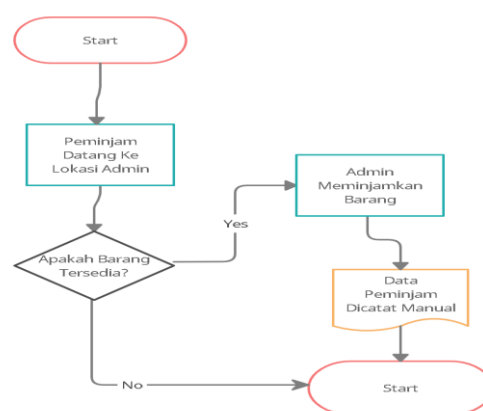 Start
Peminjam
Datang Ke
Lokasi Admin
Apakah Barang
Tersedia?
Yes
Admin
Meminjamkan
Barang
Data
Peminjam
Dicatat Manual
No
Start